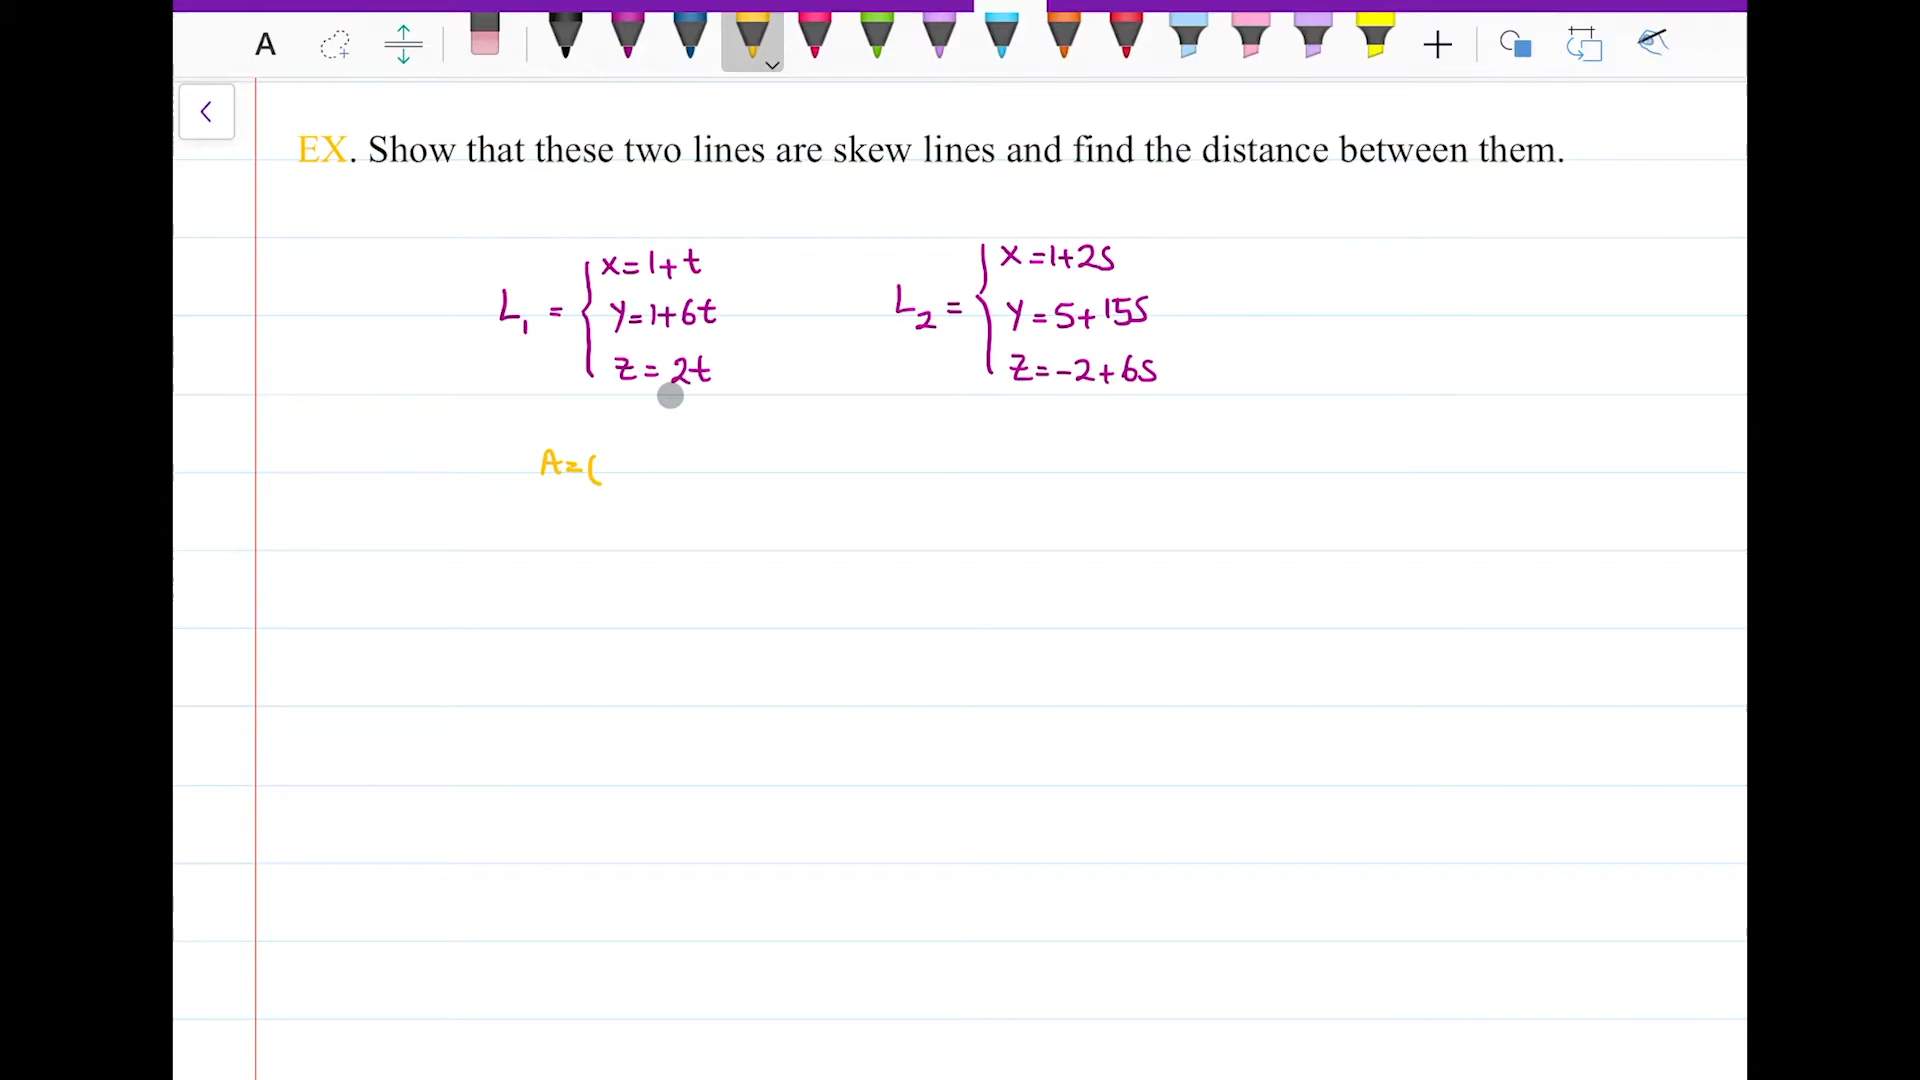 A
EX. Show that these two lines are skew lines and find the distance between them.
L₁ = { x=1+t
y=1+6t
z=2t
L₂ = { x=1+2s
y=5+15s
z=-2+6s
A=(